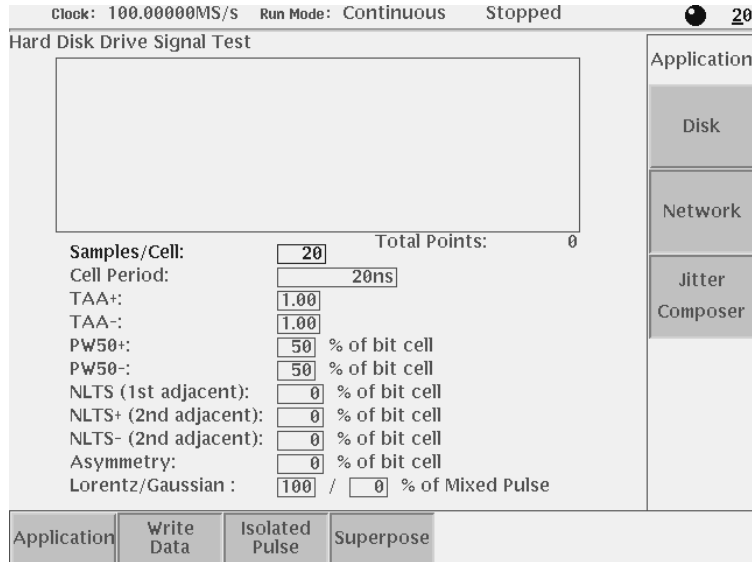 Clock: 100.00000MS/s Run Mode: Continuous Stopped 20
Hard Disk Drive Signal Test
Application
Disk
Network
Jitter
Composer
Total Points: 0
Samples/Cell: 20
Cell Period: 20ns
TAA+: 1.00
TAA-: 1.00
PW50+: 50 % of bit cell
PW50-: 50 % of bit cell
NLTS (1st adjacent): 0 % of bit cell
NLTS+ (2nd adjacent): 0 % of bit cell
NLTS- (2nd adjacent): 0 % of bit cell
Asymmetry: 0 % of bit cell
Lorentz/Gaussian : 100 / 0 % of Mixed Pulse
Application
Write
Data
Isolated
Pulse
Superpose